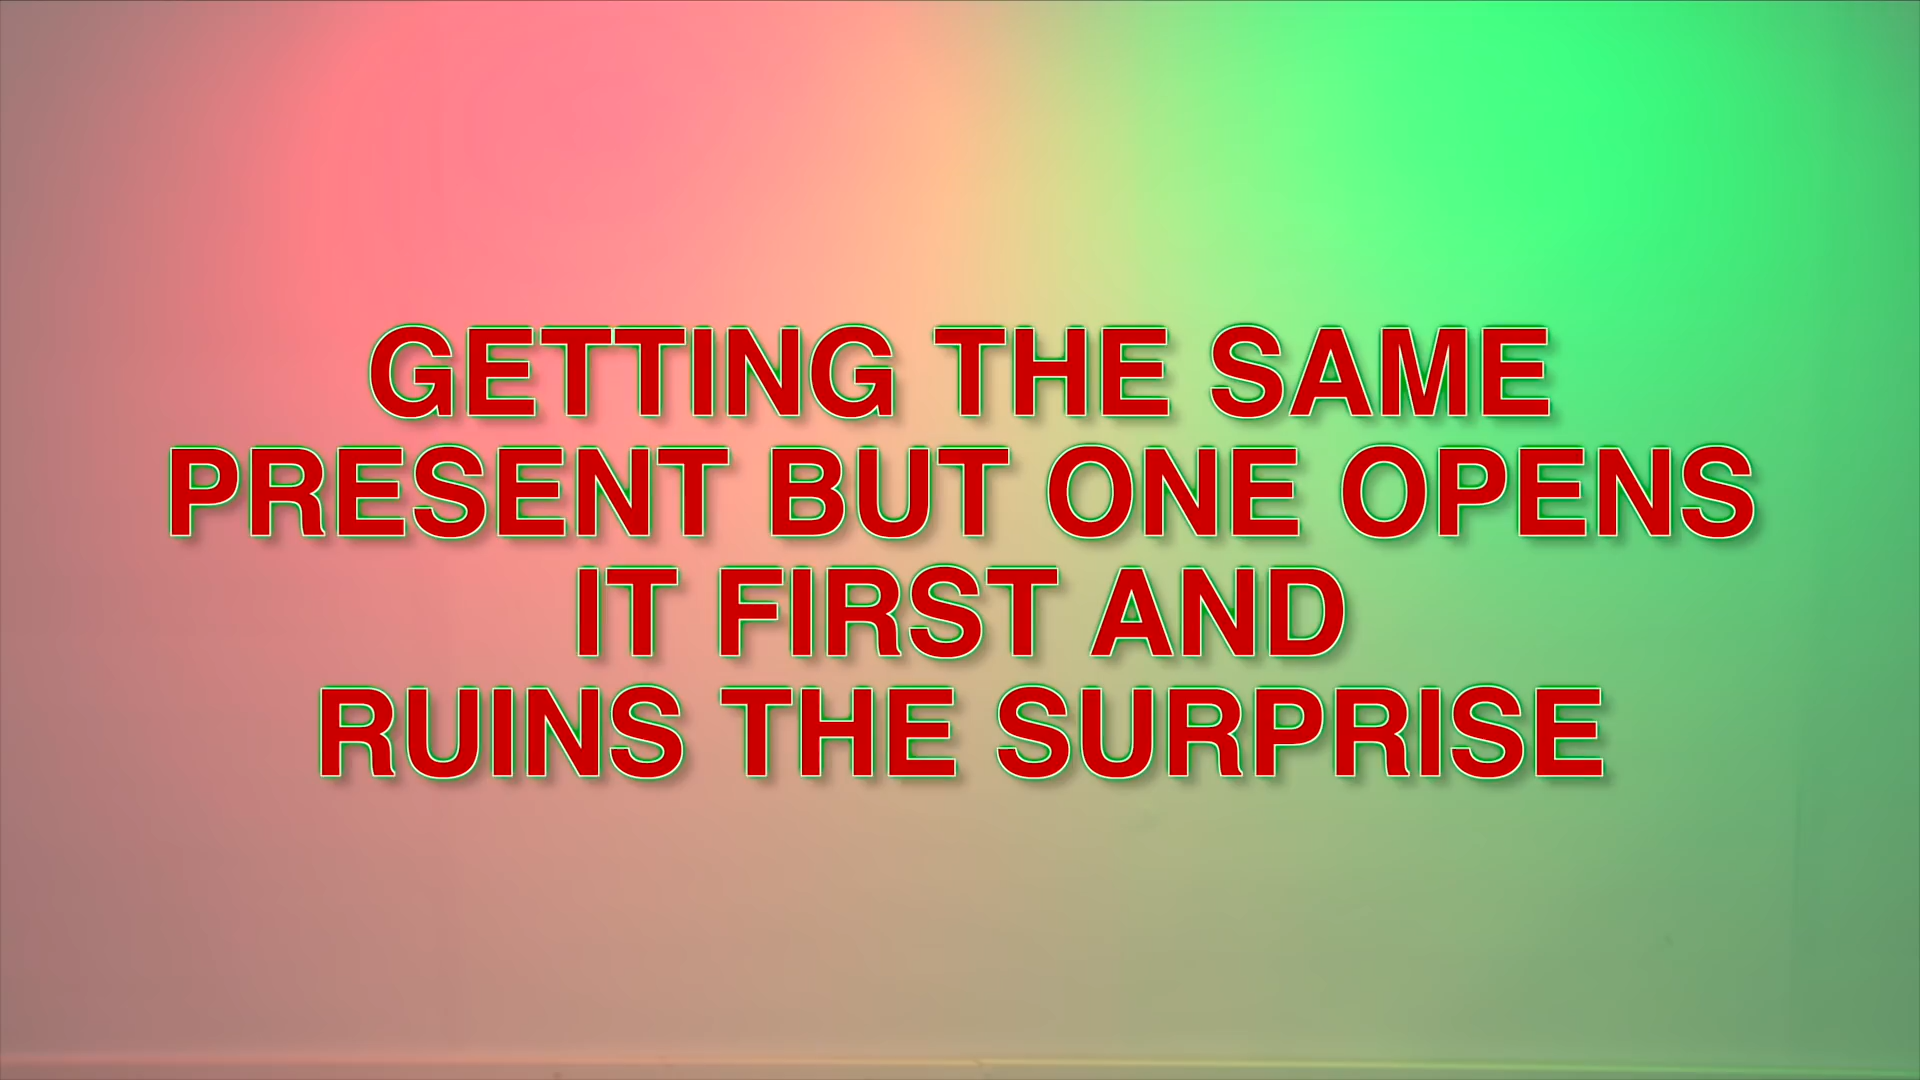 GETTING THE SAME
PRESENT BUT ONE OPENS
IT FIRST AND
RUINS THE SURPRISE